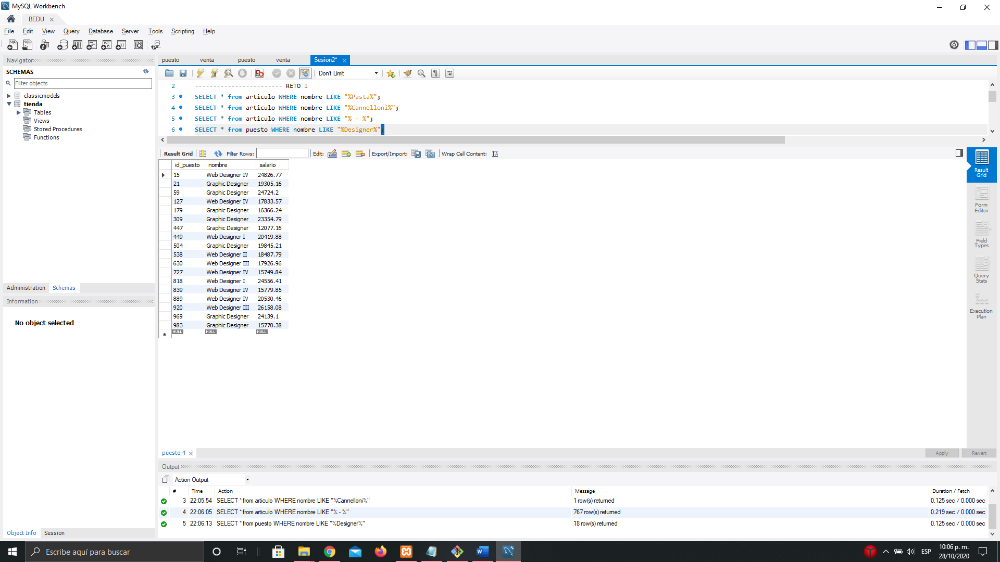 MySQL Workbench
BEDU
File Edit View Query Database Server Tools Scripting Help
Navigator
SCHEMAS
Filter objects
classicmodels
tienda
Tables
Views
Stored Procedures
Functions
Administration Schemas
Information
No object selected
Object Info Session
puesto venta puesto venta Sesion2*
Don't Limit
2 ------------------------ RETO 1
3 SELECT * from articulo WHERE nombre LIKE "%Pasta%";
4 SELECT * from articulo WHERE nombre LIKE "%Cannelloni%";
5 SELECT * from articulo WHERE nombre LIKE "% - %";
6 SELECT * from puesto WHERE nombre LIKE "%Designer%";
Result Grid Filter Rows: Edit: Export/Import: Wrap Cell Content:
id_puesto nombre salario
15 Web Designer IV 24826.77
21 Graphic Designer 19305.16
59 Graphic Designer 24724.2
127 Web Designer IV 17833.57
179 Graphic Designer 16366.24
309 Graphic Designer 23354.79
447 Graphic Designer 12077.16
449 Web Designer I 20419.88
504 Graphic Designer 19845.21
538 Web Designer II 18487.79
630 Web Designer III 17926.96
727 Web Designer IV 15749.84
818 Web Designer I 24556.41
839 Web Designer IV 15779.85
889 Web Designer IV 20530.46
920 Web Designer III 26158.08
969 Graphic Designer 24139.1
983 Graphic Designer 15770.38
NULL NULL NULL
Result
Grid
Form
Editor
Field
Types
Query
Stats
Execution
Plan
puesto 4
Apply Revert
Output
Action Output
# Time Action Message Duration / Fetch
3 22:05:54 SELECT * from articulo WHERE nombre LIKE "%Cannelloni%" 1 row(s) returned 0.125 sec / 0.000 sec
4 22:06:05 SELECT * from articulo WHERE nombre LIKE "% - %" 767 row(s) returned 0.219 sec / 0.000 sec
5 22:06:13 SELECT * from puesto WHERE nombre LIKE "%Designer%" 18 row(s) returned 0.125 sec / 0.000 sec
Escribe aquí para buscar
ESP
10:06 p. m.
28/10/2020